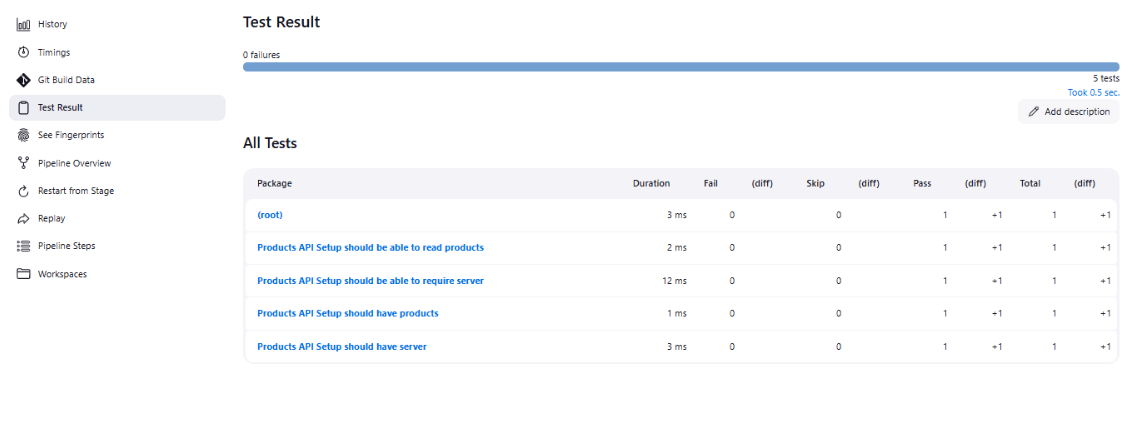 History
Timings
Git Build Data
Test Result
See Fingerprints
Pipeline Overview
Restart from Stage
Replay
Pipeline Steps
Workspaces
Test Result
0 failures
5 tests
Took 0.5 sec.
Add description
All Tests
Package Duration Fail (diff) Skip (diff) Pass (diff) Total (diff)
(root) 3 ms 0 0 1 +1 1 +1
Products API Setup should be able to read products 2 ms 0 0 1 +1 1 +1
Products API Setup should be able to require server 12 ms 0 0 1 +1 1 +1
Products API Setup should have products 1 ms 0 0 1 +1 1 +1
Products API Setup should have server 3 ms 0 0 1 +1 1 +1